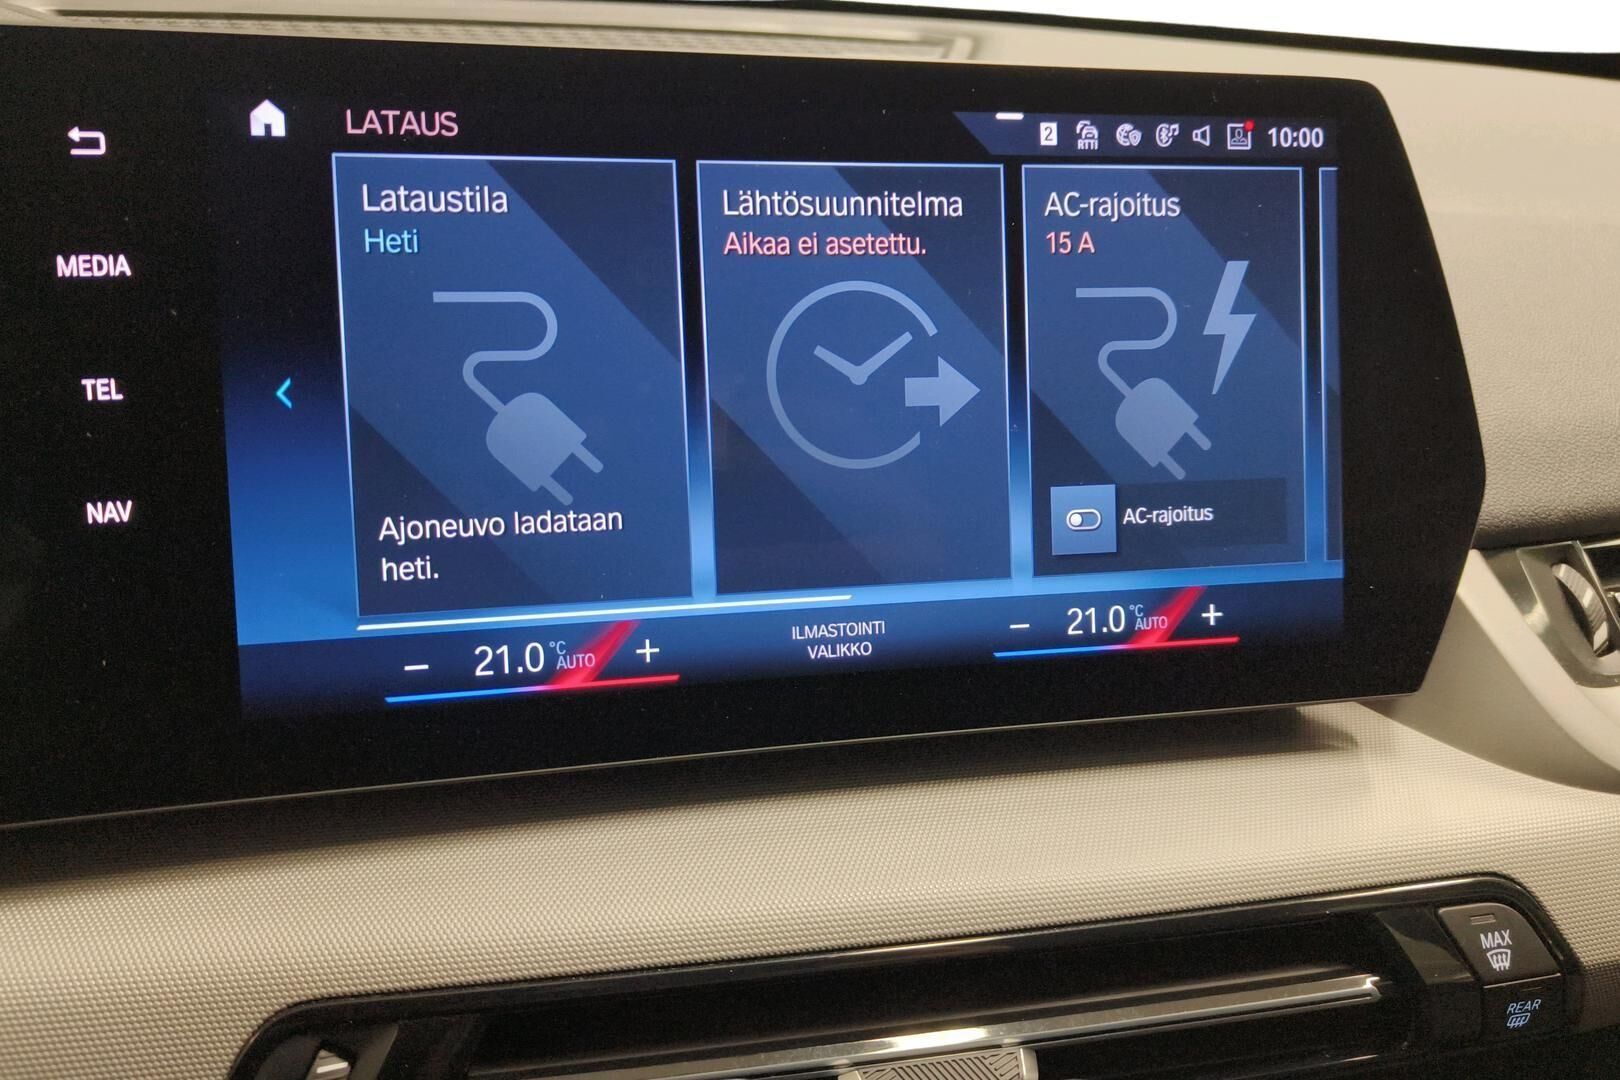 LATAUS
2
RTTI
10:00
MEDIA
TEL
NAV
Lataustila
Heti
Ajoneuvo ladataan
heti.
Lähtösuunnitelma
Aikaa ei asetettu.
AC-rajoitus
15 A
AC-rajoitus
− 21.0 °C AUTO +
ILMASTOINTI
VALIKKO
− 21.0 °C AUTO +
MAX
REAR